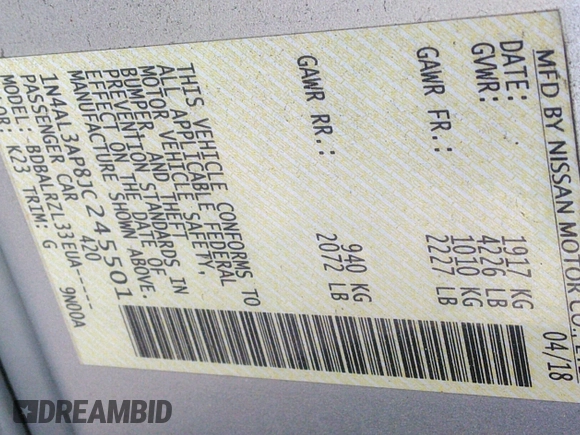 MFD BY NISSAN MOTOR CO.,
DATE: 04/18
GVWR: 1917 KG
4226 LB
GAWR FR.: 1010 KG
2227 LB
GAWR RR.: 940 KG
2072 LB
THIS VEHICLE CONFORMS TO
ALL APPLICABLE FEDERAL
MOTOR VEHICLE SAFETY,
BUMPER, AND STANDARDS IN
PREVENTION THEFT
EFFECT ON THE DATE OF
MANUFACTURE SHOWN ABOVE.
1N4AL3AP8JC245501
PASSENGER CAR 420
MODEL: BDBALRZL33EUA-----
K23 TRIM: G 9N00A
DREAMBID